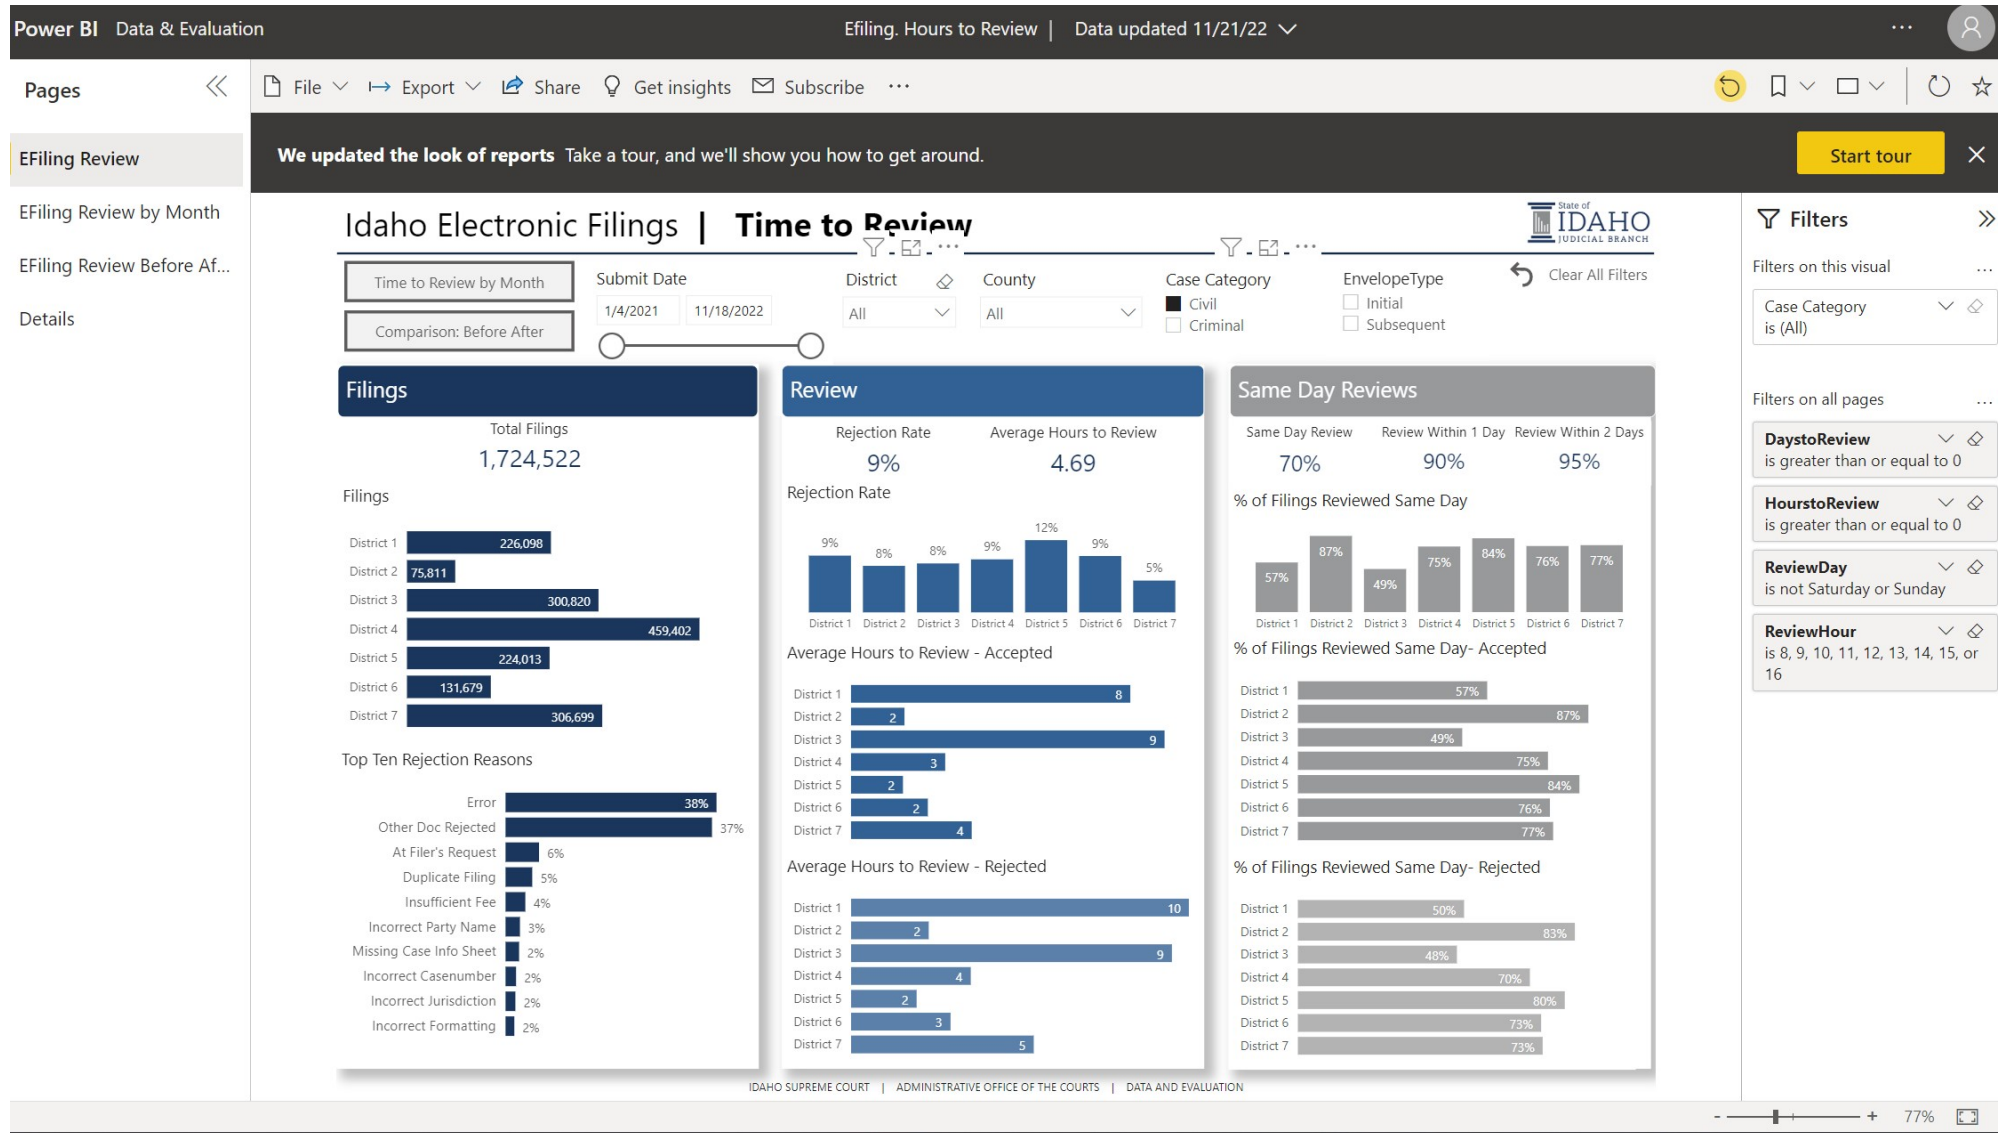 Power BI Data & Evaluation
Efiling. Hours to Review | Data updated 11/21/22
Pages
EFiling Review
EFiling Review by Month
EFiling Review Before Af...
Details
File Export Share Get insights Subscribe ...
We updated the look of reports Take a tour, and we'll show you how to get around.
Start tour
Idaho Electronic Filings | Time to Review
State of
IDAHO
JUDICIAL BRANCH
Time to Review by Month
Comparison: Before After
Submit Date
1/4/2021 11/18/2022
District
All
County
All
Case Category
Civil
Criminal
EnvelopeType
Initial
Subsequent
Clear All Filters
Filings
Total Filings
1,724,522
Filings
District 1 226,098
District 2 75,811
District 3 300,820
District 4 459,402
District 5 224,013
District 6 131,679
District 7 306,699
Top Ten Rejection Reasons
Error 38%
Other Doc Rejected 37%
At Filer's Request 6%
Duplicate Filing 5%
Insufficient Fee 4%
Incorrect Party Name 3%
Missing Case Info Sheet 2%
Incorrect Casenumber 2%
Incorrect Jurisdiction 2%
Incorrect Formatting 2%
Review
Rejection Rate Average Hours to Review
9% 4.69
Rejection Rate
9% 8% 8% 9% 12% 9% 5%
District 1 District 2 District 3 District 4 District 5 District 6 District 7
Average Hours to Review - Accepted
District 1 8
District 2 2
District 3 9
District 4 3
District 5 2
District 6 2
District 7 4
Average Hours to Review - Rejected
District 1 10
District 2 2
District 3 9
District 4 4
District 5 2
District 6 3
District 7 5
Same Day Reviews
Same Day Review Review Within 1 Day Review Within 2 Days
70% 90% 95%
% of Filings Reviewed Same Day
57% 87% 49% 75% 84% 76% 77%
District 1 District 2 District 3 District 4 District 5 District 6 District 7
% of Filings Reviewed Same Day- Accepted
District 1 57%
District 2 87%
District 3 49%
District 4 75%
District 5 84%
District 6 76%
District 7 77%
% of Filings Reviewed Same Day- Rejected
District 1 50%
District 2 83%
District 3 48%
District 4 70%
District 5 80%
District 6 73%
District 7 73%
IDAHO SUPREME COURT | ADMINISTRATIVE OFFICE OF THE COURTS | DATA AND EVALUATION
Filters
Filters on this visual ...
Case Category
is (All)
Filters on all pages ...
DaystoReview
is greater than or equal to 0
HourstoReview
is greater than or equal to 0
ReviewDay
is not Saturday or Sunday
ReviewHour
is 8, 9, 10, 11, 12, 13, 14, 15, or
16
- + 77%